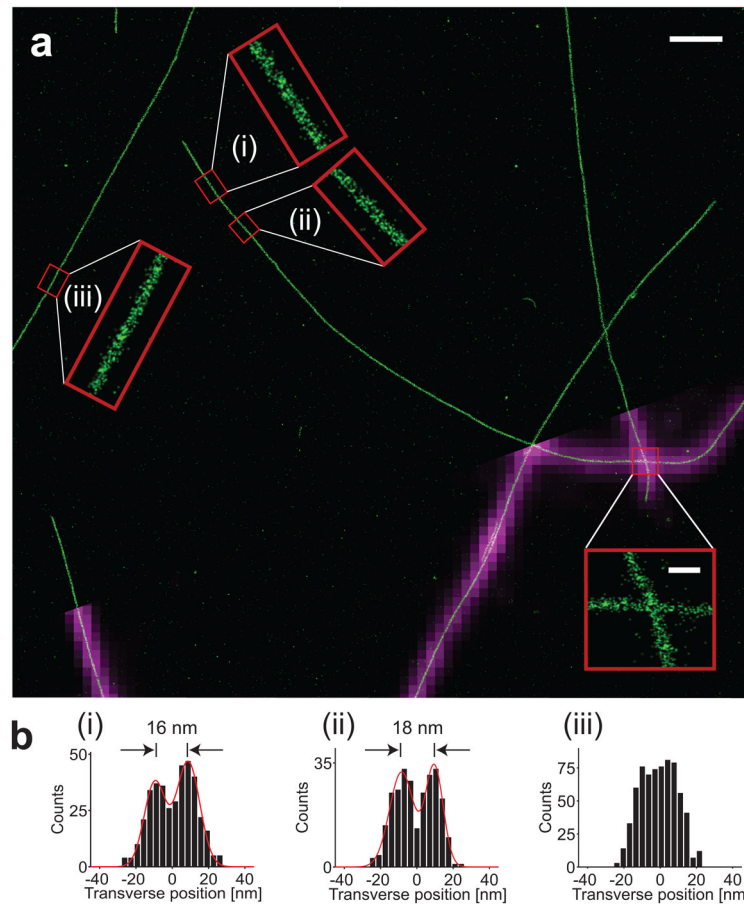 a
(i)
(ii)
(iii)
b
(i)
16 nm
50
25
0
Counts
-40 -20 0 20 40
Transverse position [nm]
(ii)
18 nm
35
0
Counts
-40 -20 0 20 40
Transverse position [nm]
(iii)
75
50
25
0
Counts
-40 -20 0 20 40
Transverse position [nm]